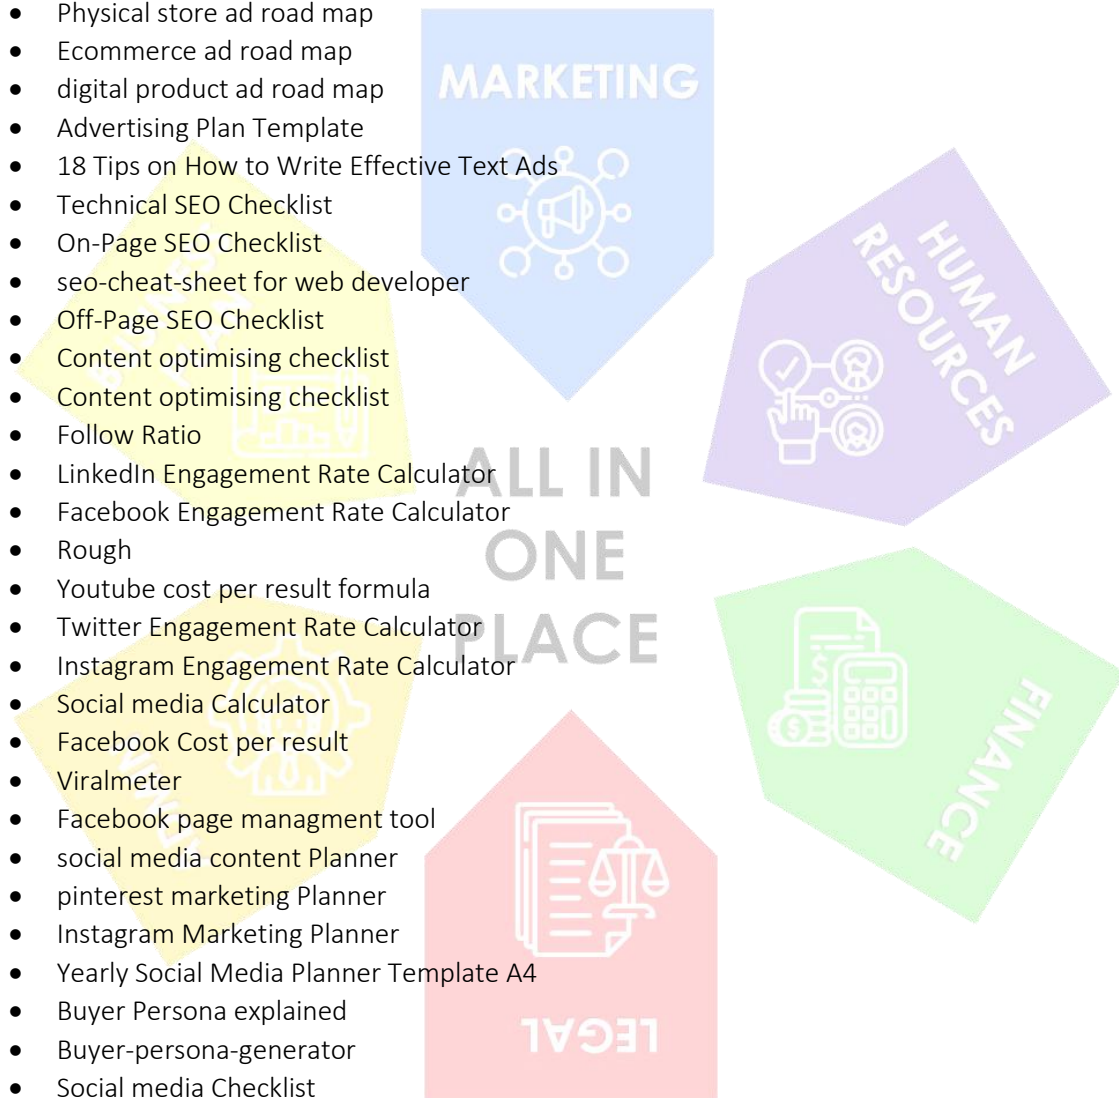 • Physical store ad road map
• Ecommerce ad road map
• digital product ad road map
• Advertising Plan Template
• 18 Tips on How to Write Effective Text Ads
• Technical SEO Checklist
• On-Page SEO Checklist
• seo-cheat-sheet for web developer
• Off-Page SEO Checklist
• Content optimising checklist
• Content optimising checklist
• Follow Ratio
• LinkedIn Engagement Rate Calculator
• Facebook Engagement Rate Calculator
• Rough
• Youtube cost per result formula
• Twitter Engagement Rate Calculator
• Instagram Engagement Rate Calculator
• Social media Calculator
• Facebook Cost per result
• Viralmeter
• Facebook page managment tool
• social media content Planner
• pinterest marketing Planner
• Instagram Marketing Planner
• Yearly Social Media Planner Template A4
• Buyer Persona explained
• Buyer-persona-generator
• Social media Checklist
MARKETING
HUMAN
RESOURCES
FINANCE
LEGAL
BUSINESS
PLAN
ALL IN
ONE
PLACE